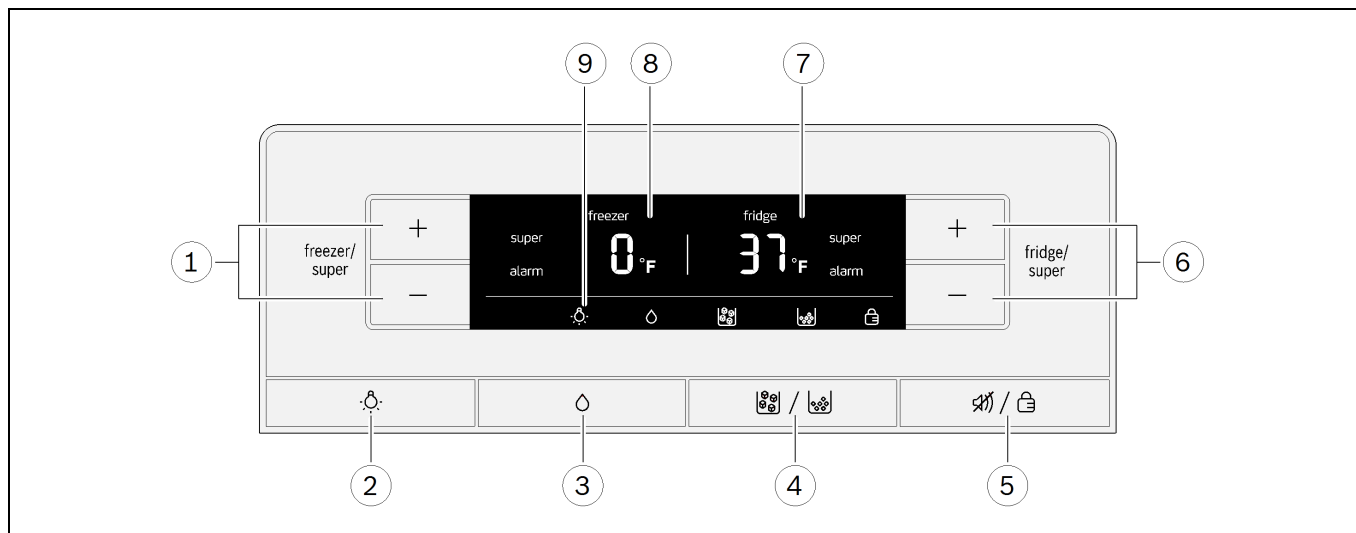 9 8 7
freezer fridge
+ super 0 °F 37 °F super +
1 freezer/ super fridge/ super 6
− alarm alarm −
/ /
2 3 4 5